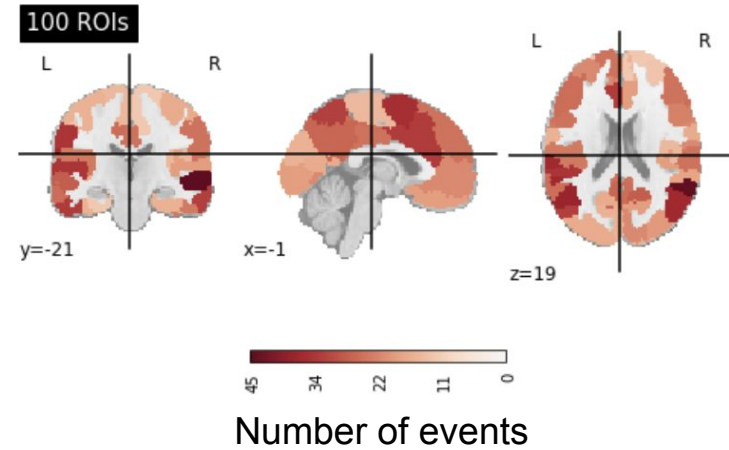 100 ROIs
L R
L R
y=-21
x=-1
z=19
45 34 22 11 0
Number of events